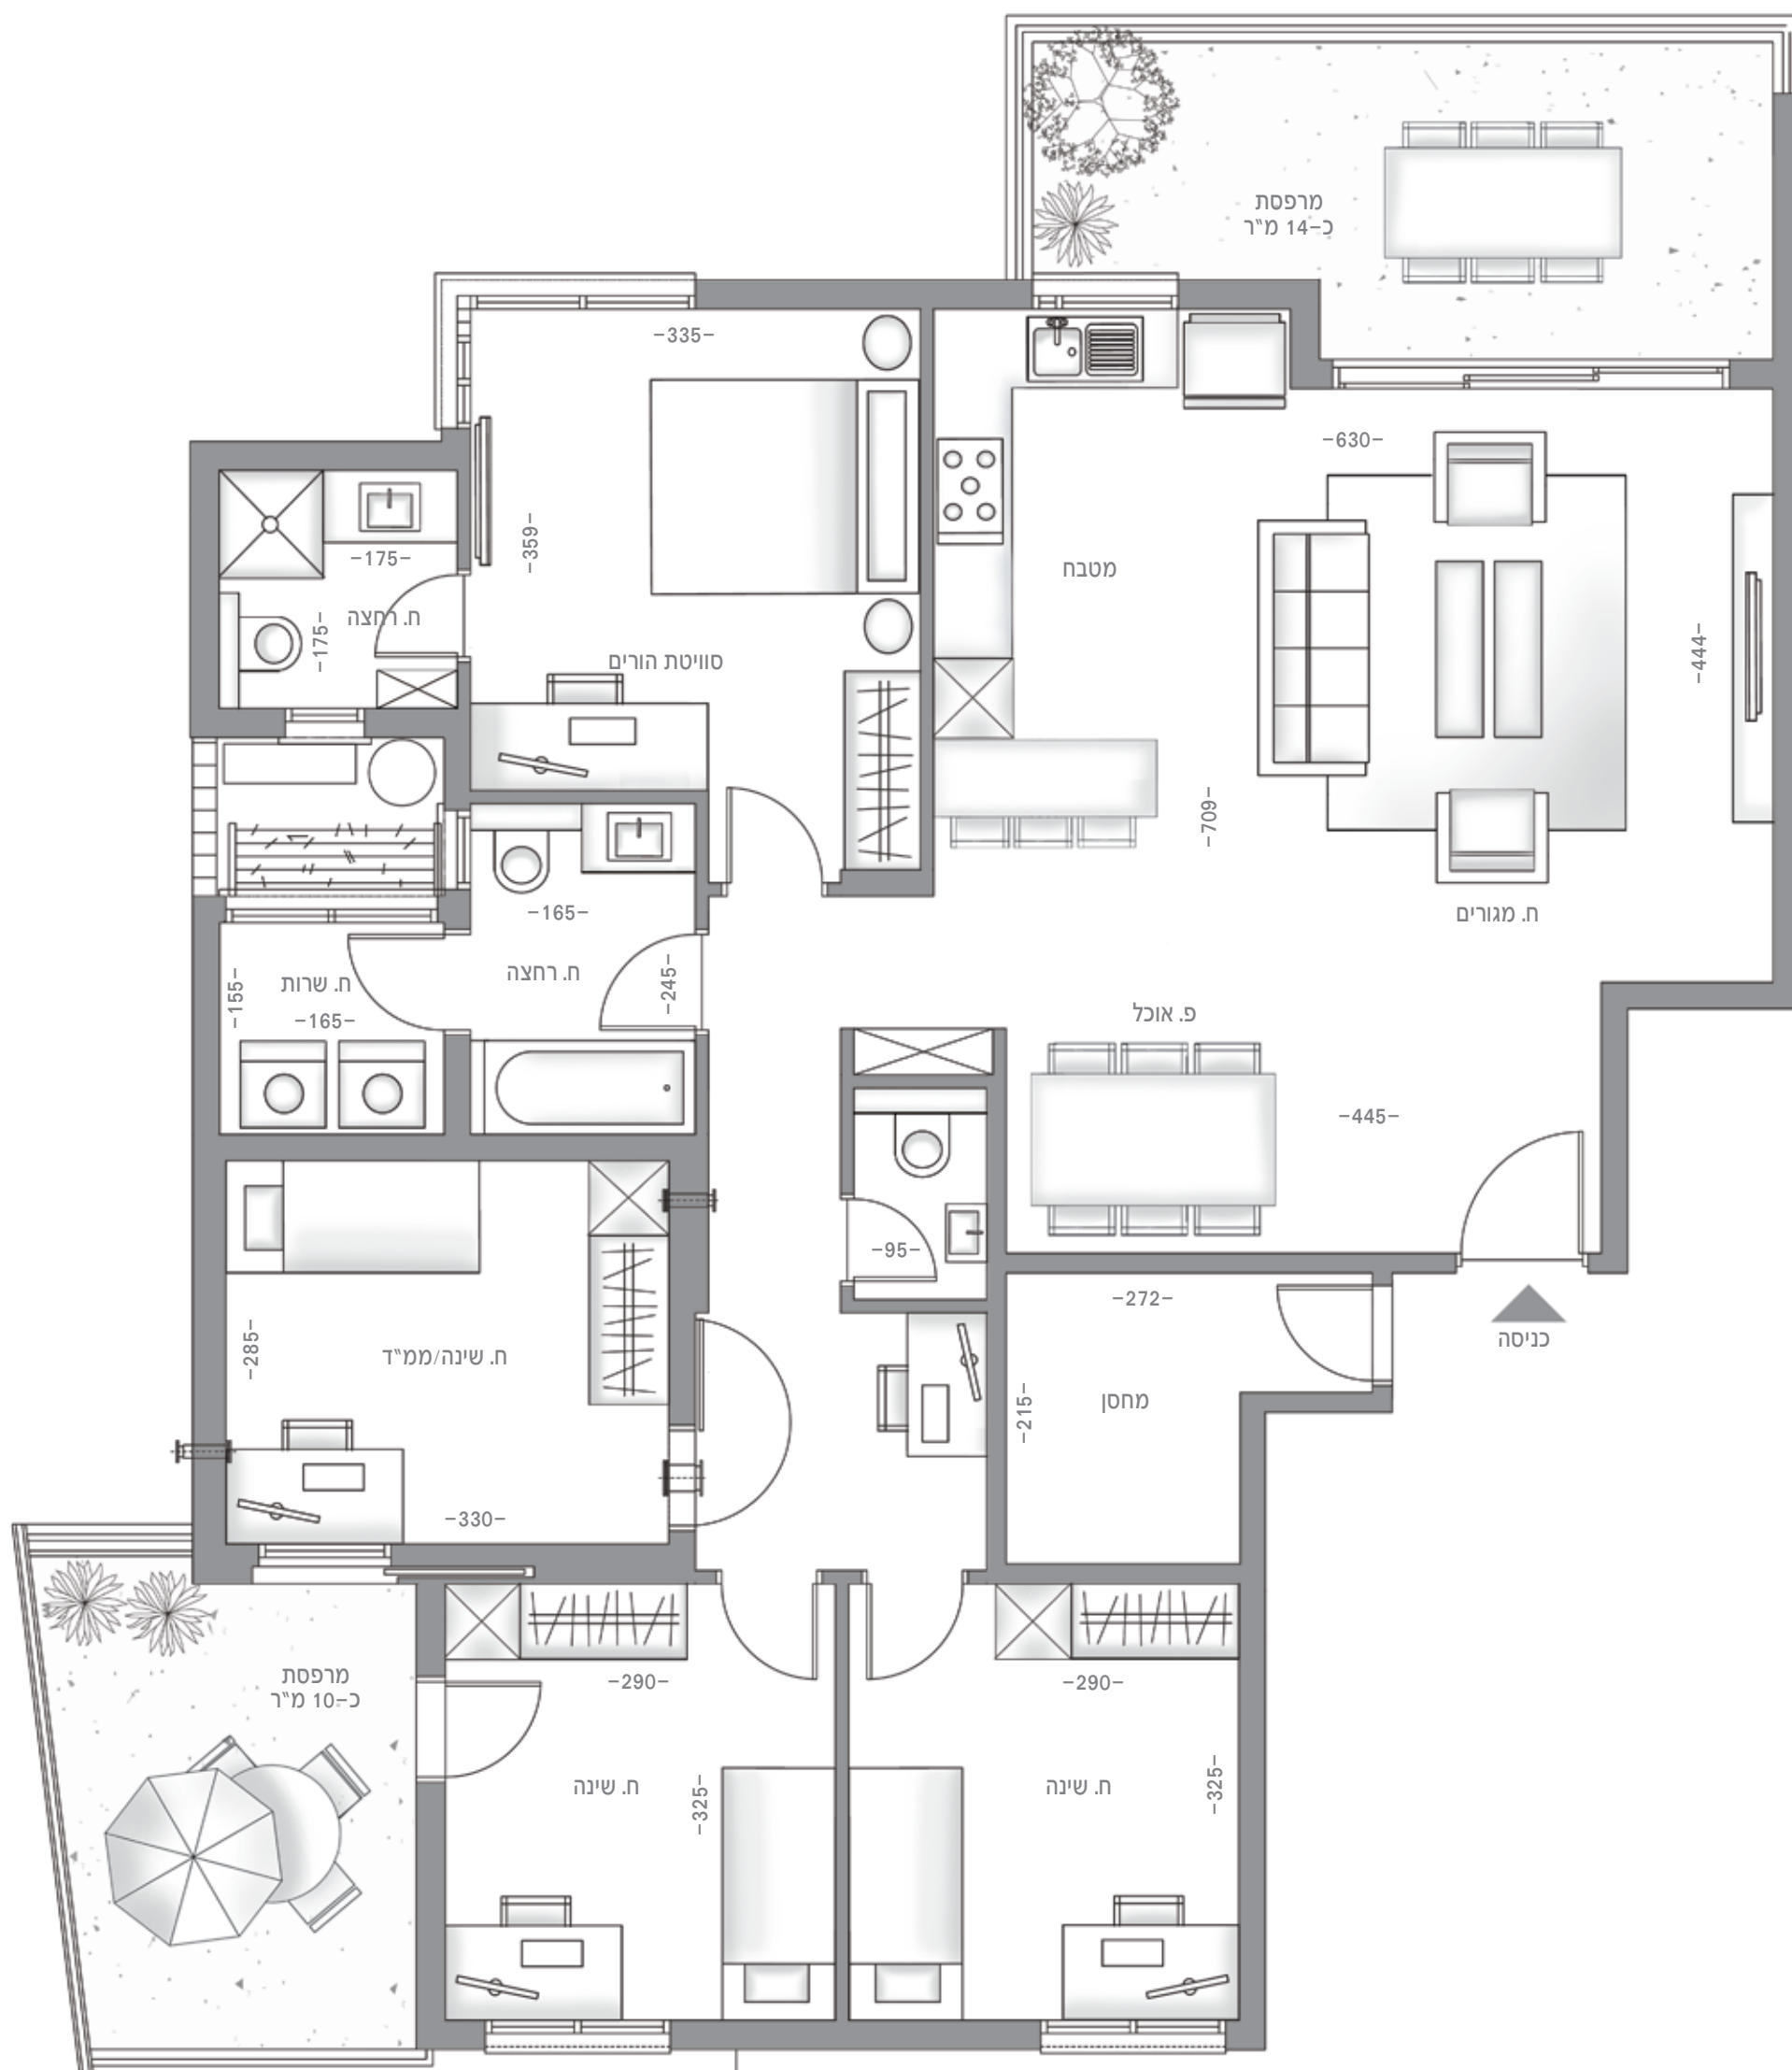 מרפסת
כ-14 מ"ר
-335-
-630-
-359-
-175-
מטבח
ח. רחצה
-175-
-444-
סוויטת הורים
-709-
-165-
ח. מגורים
ח. רחצה
-245-
ח. שרות
-155-
-165-
פ. אוכל
-445-
-95-
-272-
כניסה
-285-
ח. שינה/ממ"ד
מחסן
-215-
-330-
מרפסת
כ-10 מ"ר
-290-
-290-
ח. שינה
-325-
ח. שינה
-325-